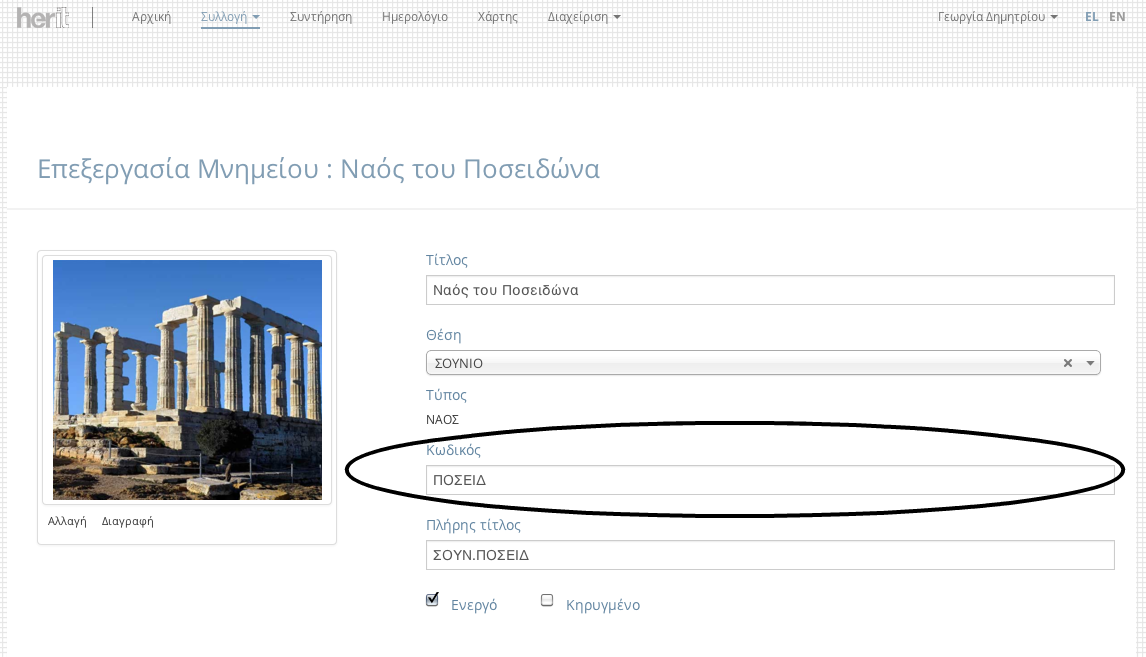 herit Αρχική Συλλογή Συντήρηση Ημερολόγιο Χάρτης Διαχείριση Γεωργία Δημητρίου EL EN
Επεξεργασία Μνημείου : Ναός του Ποσειδώνα
Τίτλος
Ναός του Ποσειδώνα
Θέση
ΣΟΥΝΙΟ
Τύπος
ΝΑΟΣ
Κωδικός
ΠΟΣΕΙΔ
Αλλαγή Διαγραφή
Πλήρης τίτλος
ΣΟΥΝ.ΠΟΣΕΙΔ
Ενεργό Κηρυγμένο